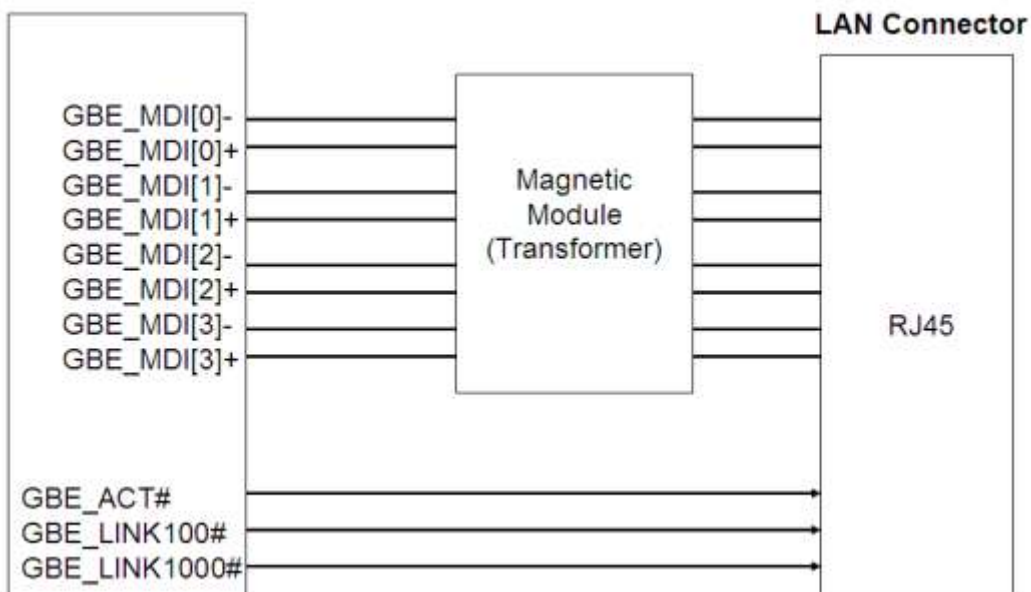 LAN Connector
GBE_MDI[0]-
GBE_MDI[0]+
GBE_MDI[1]-
GBE_MDI[1]+
GBE_MDI[2]-
GBE_MDI[2]+
GBE_MDI[3]-
GBE_MDI[3]+
Magnetic
Module
(Transformer)
RJ45
GBE_ACT#
GBE_LINK100#
GBE_LINK1000#